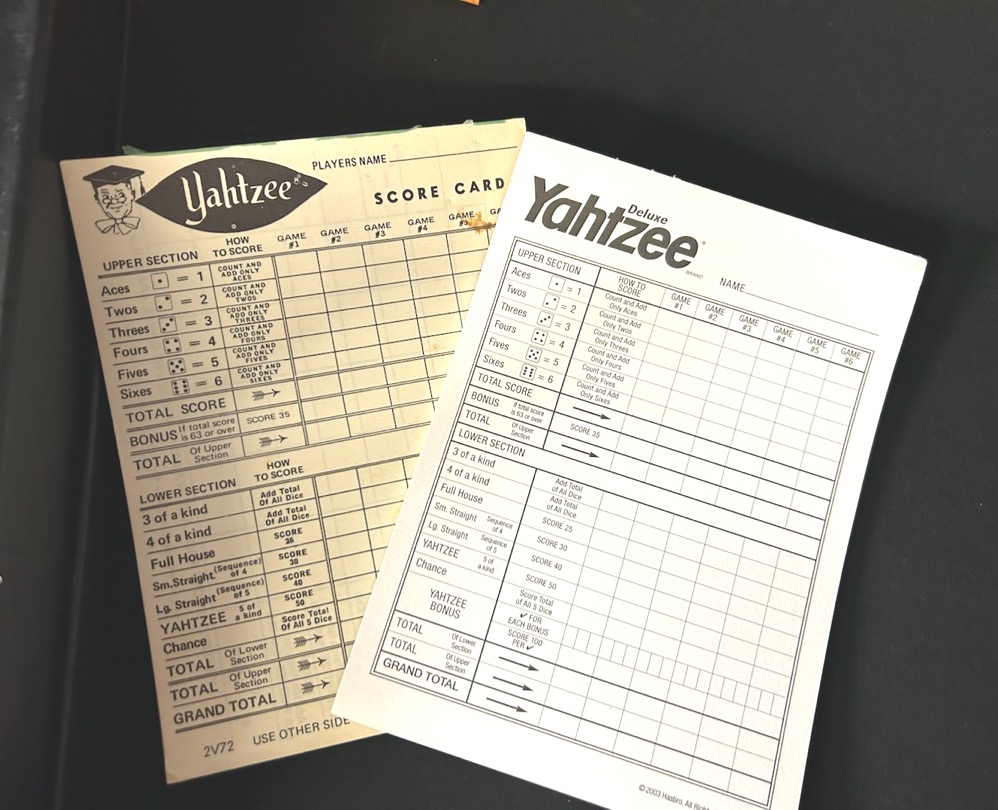 Yahtzee
PLAYERS NAME
SCORE CARD
UPPER SECTION HOW TO SCORE GAME #1 GAME #2 GAME #3 GAME #4 GAME
Aces = 1 COUNT AND ADD ONLY ACES
Twos = 2 COUNT AND ADD ONLY TWOS
Threes = 3 COUNT AND ADD ONLY THREES
Fours = 4 COUNT AND ADD ONLY FOURS
Fives = 5 COUNT AND ADD ONLY FIVES
Sixes = 6 COUNT AND ADD ONLY SIXES
TOTAL SCORE
BONUS If total score is 63 or over SCORE 35
TOTAL Of Upper Section
LOWER SECTION HOW TO SCORE
3 of a kind Add Total Of All Dice
4 of a kind Add Total Of All Dice
Full House SCORE
Sm. Straight (Sequence) of 4 SCORE 30
Lg. Straight (Sequence) of 5 SCORE 40
YAHTZEE 5 of a kind SCORE 50
Chance Score Total Of All 5 Dice
TOTAL Of Lower Section
TOTAL Of Upper Section
GRAND TOTAL
2V72 USE OTHER SIDE
Deluxe
Yahtzee®
BRAND
NAME
UPPER SECTION HOW TO SCORE GAME #1 GAME #2 GAME #3 GAME #4 GAME #5 GAME #6
Aces = 1 Count and Add Only Aces
Twos = 2 Count and Add Only Twos
Threes = 3 Count and Add Only Threes
Fours = 4 Count and Add Only Fours
Fives = 5 Count and Add Only Fives
Sixes = 6 Count and Add Only Sixes
TOTAL SCORE
BONUS If total score is 63 or over SCORE 35
TOTAL Of Upper Section
LOWER SECTION
3 of a kind Add Total of All Dice
4 of a kind Add Total of All Dice
Full House SCORE 25
Sm. Straight Sequence of 4 SCORE 30
Lg. Straight Sequence of 5 SCORE 40
YAHTZEE 5 of a kind SCORE 50
Chance Score Total of All 5 Dice
YAHTZEE BONUS ✓ FOR EACH BONUS
SCORE 100 PER ✓
TOTAL Of Lower Section
TOTAL Of Upper Section
GRAND TOTAL
© 2003 Hasbro. All Rights